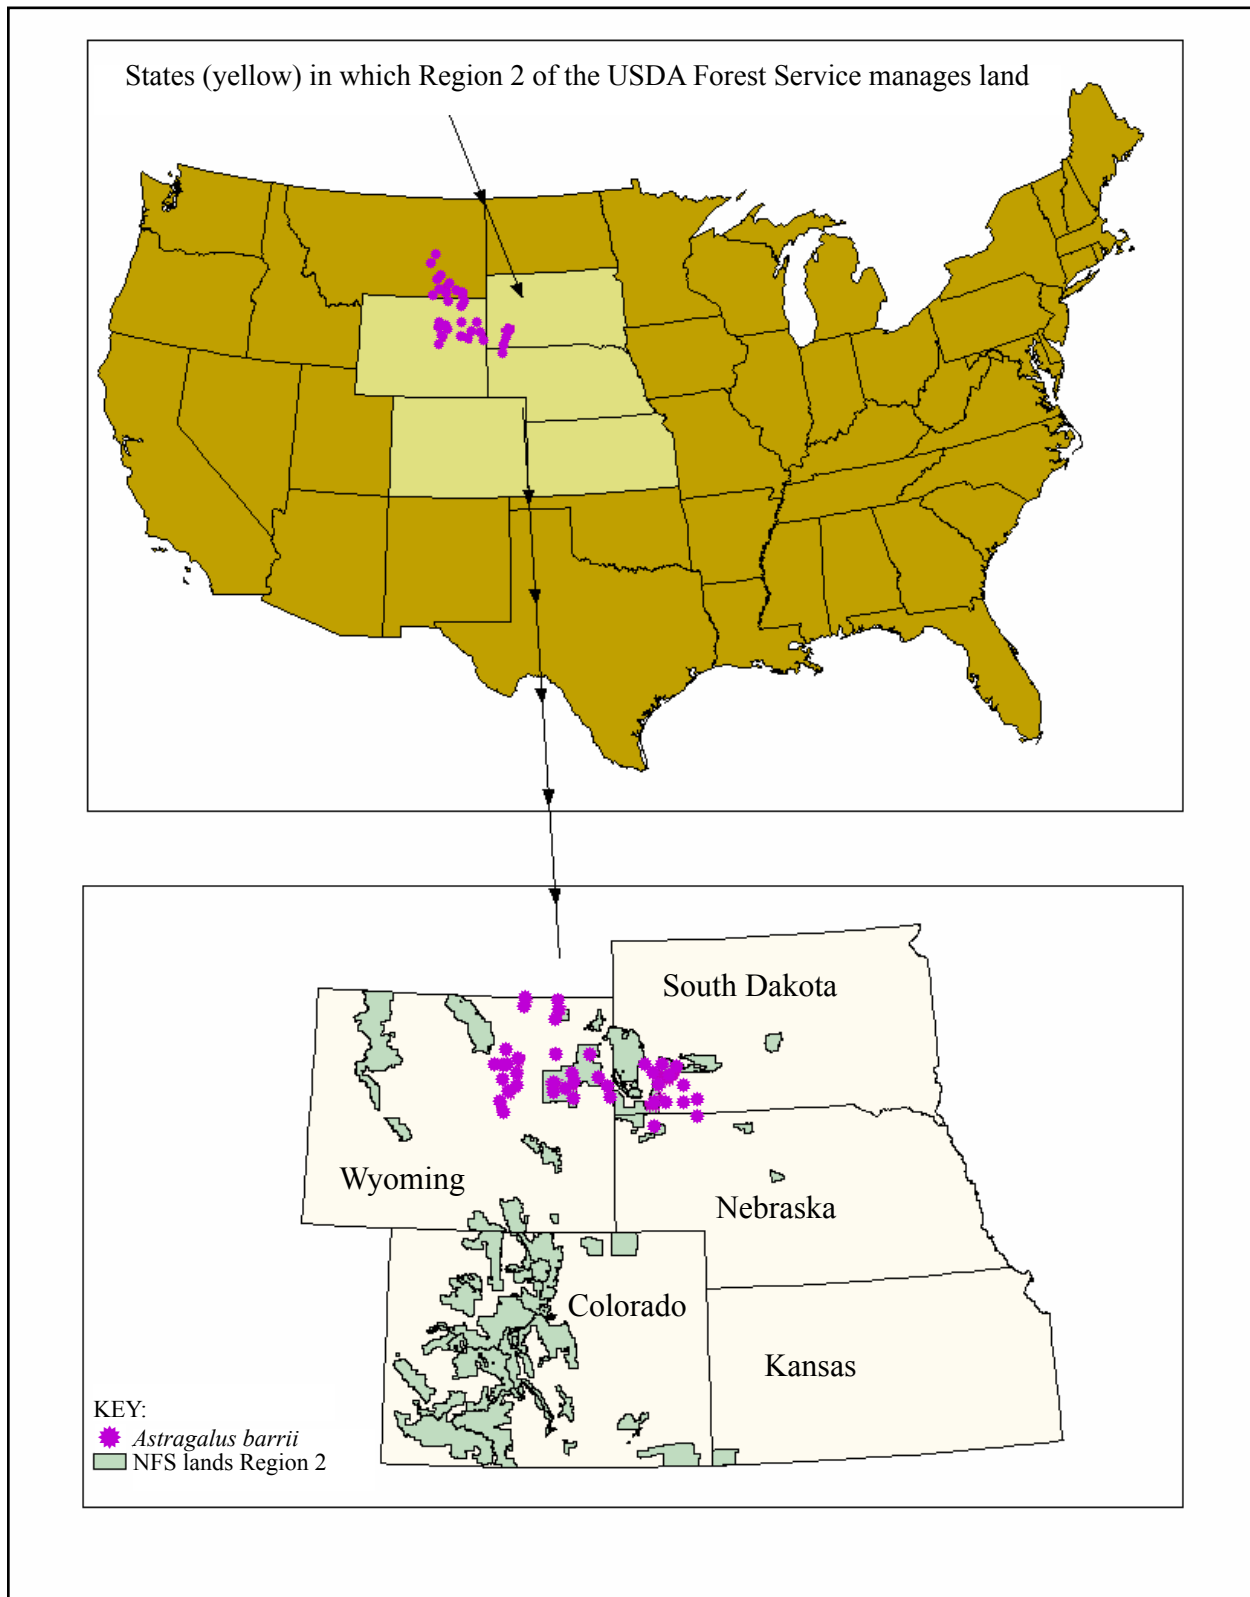 States (yellow) in which Region 2 of the USDA Forest Service manages land
South Dakota
Wyoming
Nebraska
Colorado
Kansas
KEY:
Astragalus barrii
NFS lands Region 2